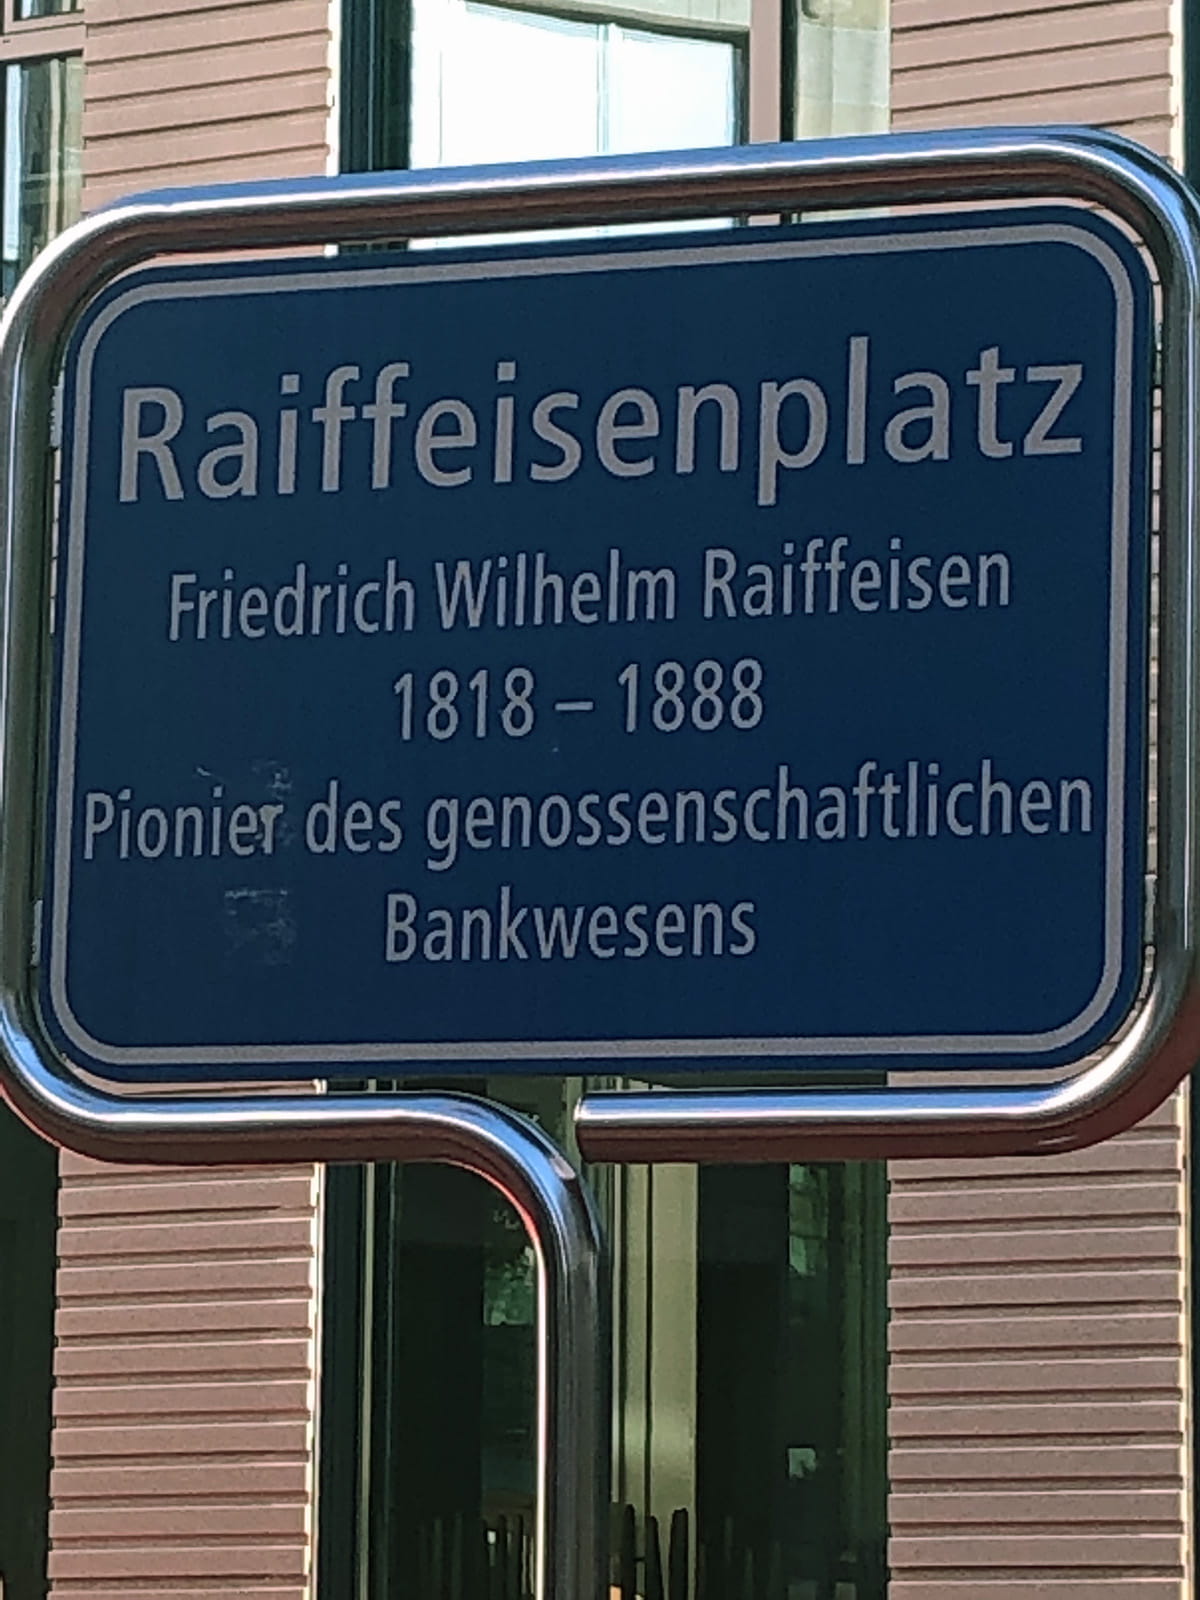 Raiffeisenplatz
Friedrich Wilhelm Raiffeisen
1818 – 1888
Pionier des genossenschaftlichen
Bankwesens